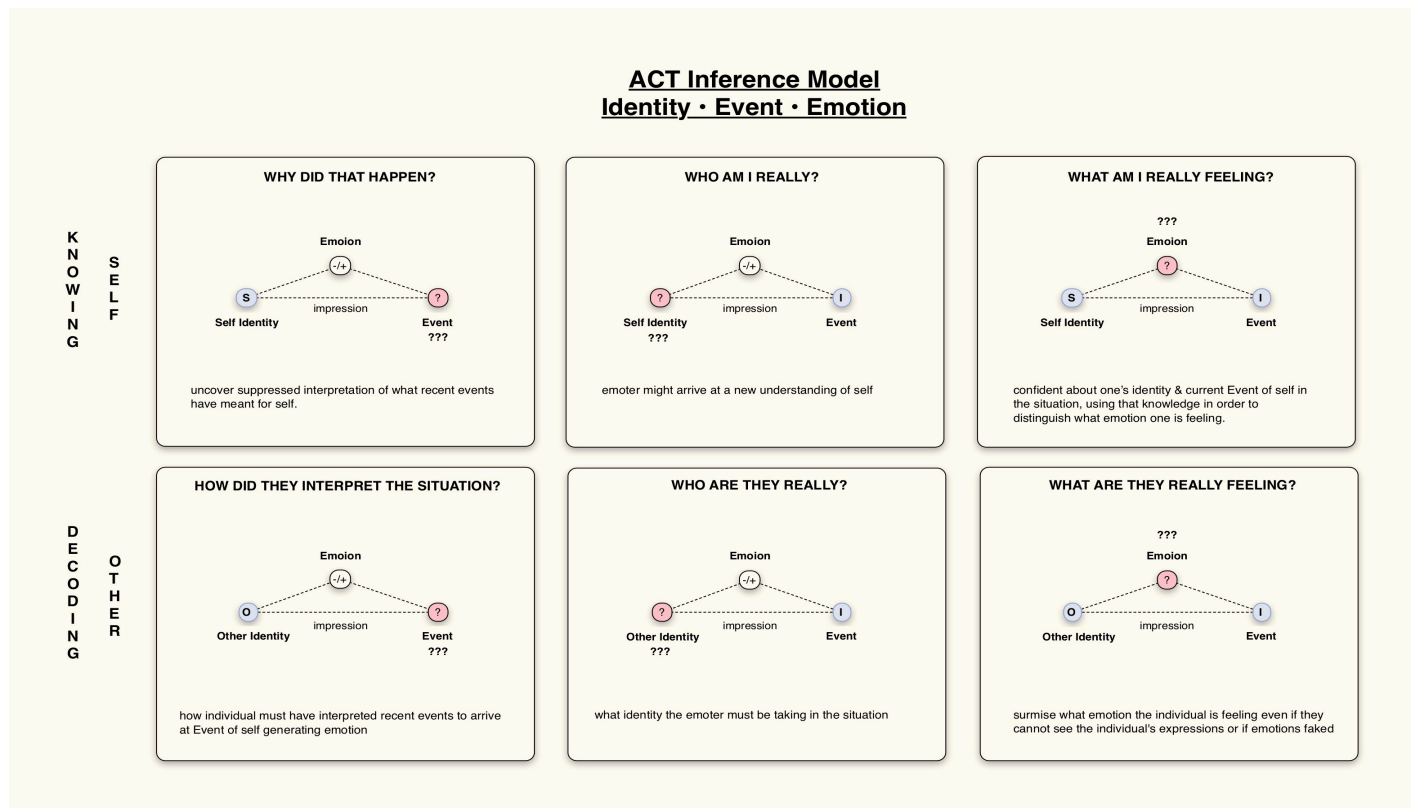 ACT Inference Model
Identity • Event • Emotion
KNOWING
SELF
WHY DID THAT HAPPEN?
Emoion
-/+
S
?
impression
Self Identity
Event
???
uncover suppressed interpretation of what recent events
have meant for self.
WHO AM I REALLY?
Emoion
-/+
?
I
impression
Self Identity
Event
???
emoter might arrive at a new understanding of self
WHAT AM I REALLY FEELING?
???
Emoion
?
S
I
impression
Self Identity
Event
confident about one's identity & current Event of self in
the situation, using that knowledge in order to
distinguish what emotion one is feeling.
DECODING
OTHER
HOW DID THEY INTERPRET THE SITUATION?
Emoion
-/+
O
?
impression
Other Identity
Event
???
how individual must have interpreted recent events to arrive
at Event of self generating emotion
WHO ARE THEY REALLY?
Emoion
-/+
?
I
impression
Other Identity
Event
???
what identity the emoter must be taking in the situation
WHAT ARE THEY REALLY FEELING?
???
Emoion
?
O
I
impression
Other Identity
Event
surmise what emotion the individual is feeling even if they
cannot see the individual's expressions or if emotions faked